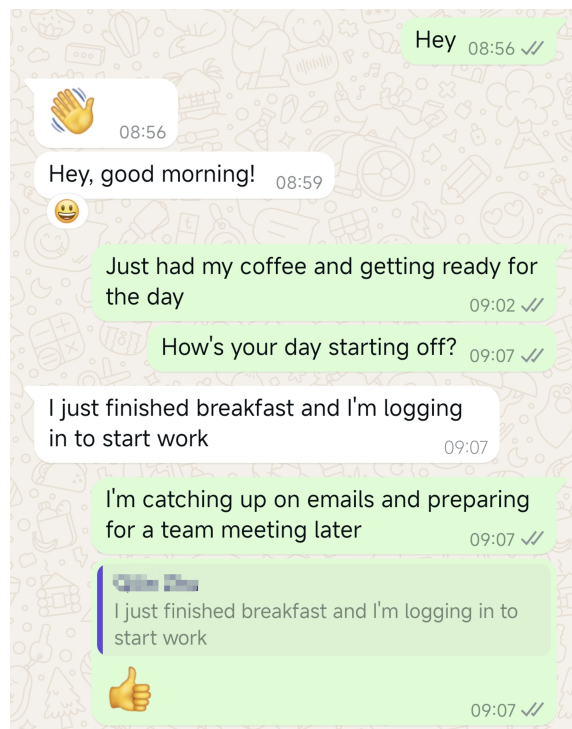 Hey 08:56
👋
08:56
Hey, good morning! 08:59
😃
Just had my coffee and getting ready for
the day 09:02
How's your day starting off? 09:07
I just finished breakfast and I'm logging
in to start work 09:07
I'm catching up on emails and preparing
for a team meeting later 09:07
I just finished breakfast and I'm logging in to
start work
👍
09:07